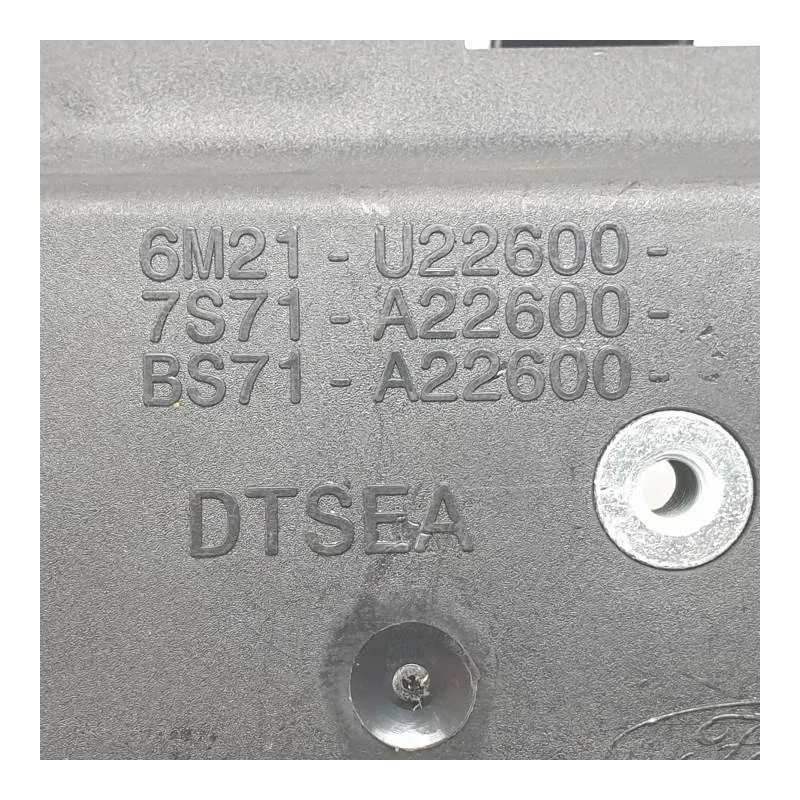 6M21 - U22600 -
7S71 - A22600 -
BS71 - A22600 -
DTSEA